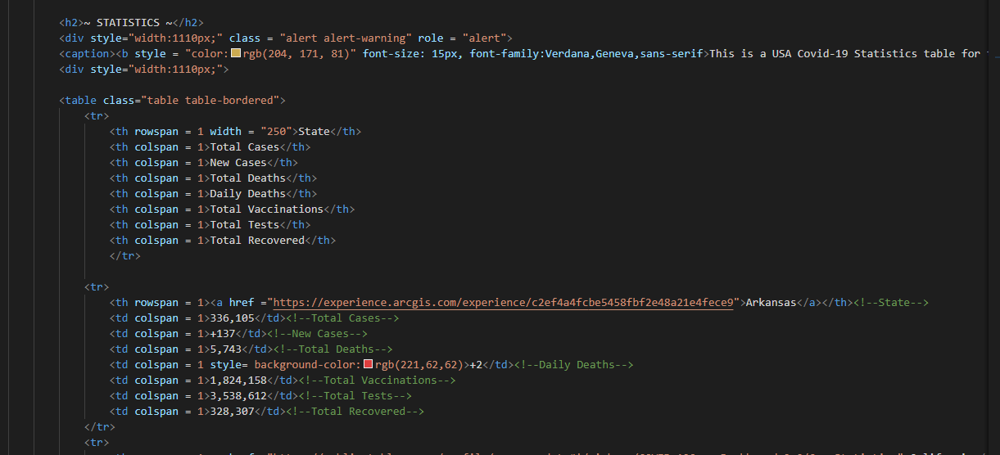 <h2>~ STATISTICS ~</h2>
<div style="width:1110px;" class = "alert alert-warning" role = "alert">
<caption><b style = "color:rgb(204, 171, 81)" font-size: 15px, font-family:Verdana,Geneva,sans-serif>This is a USA Covid-19 Statistics table for
<div style="width:1110px;">
<table class="table table-bordered">
<tr>
<th rowspan = 1 width = "250">State</th>
<th colspan = 1>Total Cases</th>
<th colspan = 1>New Cases</th>
<th colspan = 1>Total Deaths</th>
<th colspan = 1>Daily Deaths</th>
<th colspan = 1>Total Vaccinations</th>
<th colspan = 1>Total Tests</th>
<th colspan = 1>Total Recovered</th>
</tr>
<tr>
<th rowspan = 1><a href ="https://experience.arcgis.com/experience/c2ef4a4fcbe5458fbf2e48a21e4fece9">Arkansas</a></th><!--State-->
<td colspan = 1>336,105</td><!--Total Cases-->
<td colspan = 1>+137</td><!--New Cases-->
<td colspan = 1>5,743</td><!--Total Deaths-->
<td colspan = 1 style= background-color:rgb(221,62,62)>+2</td><!--Daily Deaths-->
<td colspan = 1>1,824,158</td><!--Total Vaccinations-->
<td colspan = 1>3,538,612</td><!--Total Tests-->
<td colspan = 1>328,307</td><!--Total Recovered-->
</tr>
<tr>